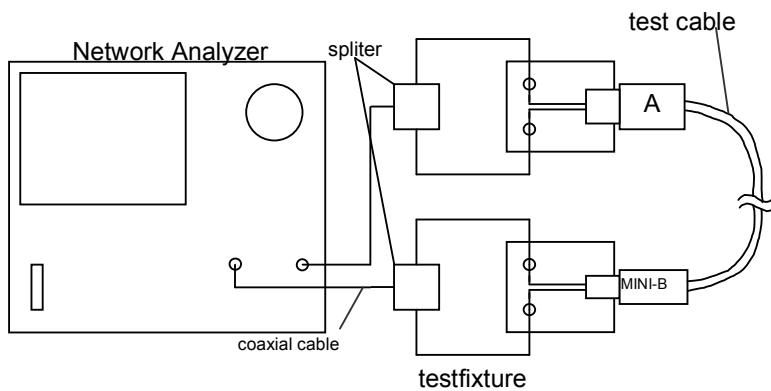 test cable
Network Analyzer
spliter
A
MINI-B
coaxial cable
testfixture